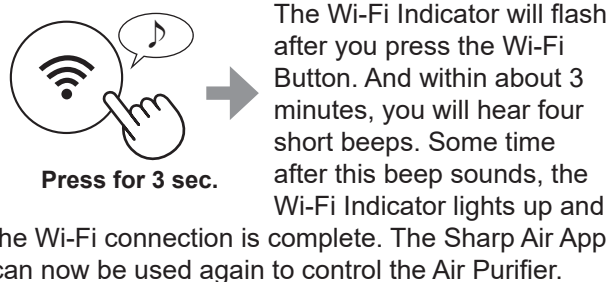 The Wi-Fi Indicator will flash
after you press the Wi-Fi
Button. And within about 3
minutes, you will hear four
short beeps. Some time
after this beep sounds, the
Wi-Fi Indicator lights up and
he Wi-Fi connection is complete. The Sharp Air App
can now be used again to control the Air Purifier.
Press for 3 sec.